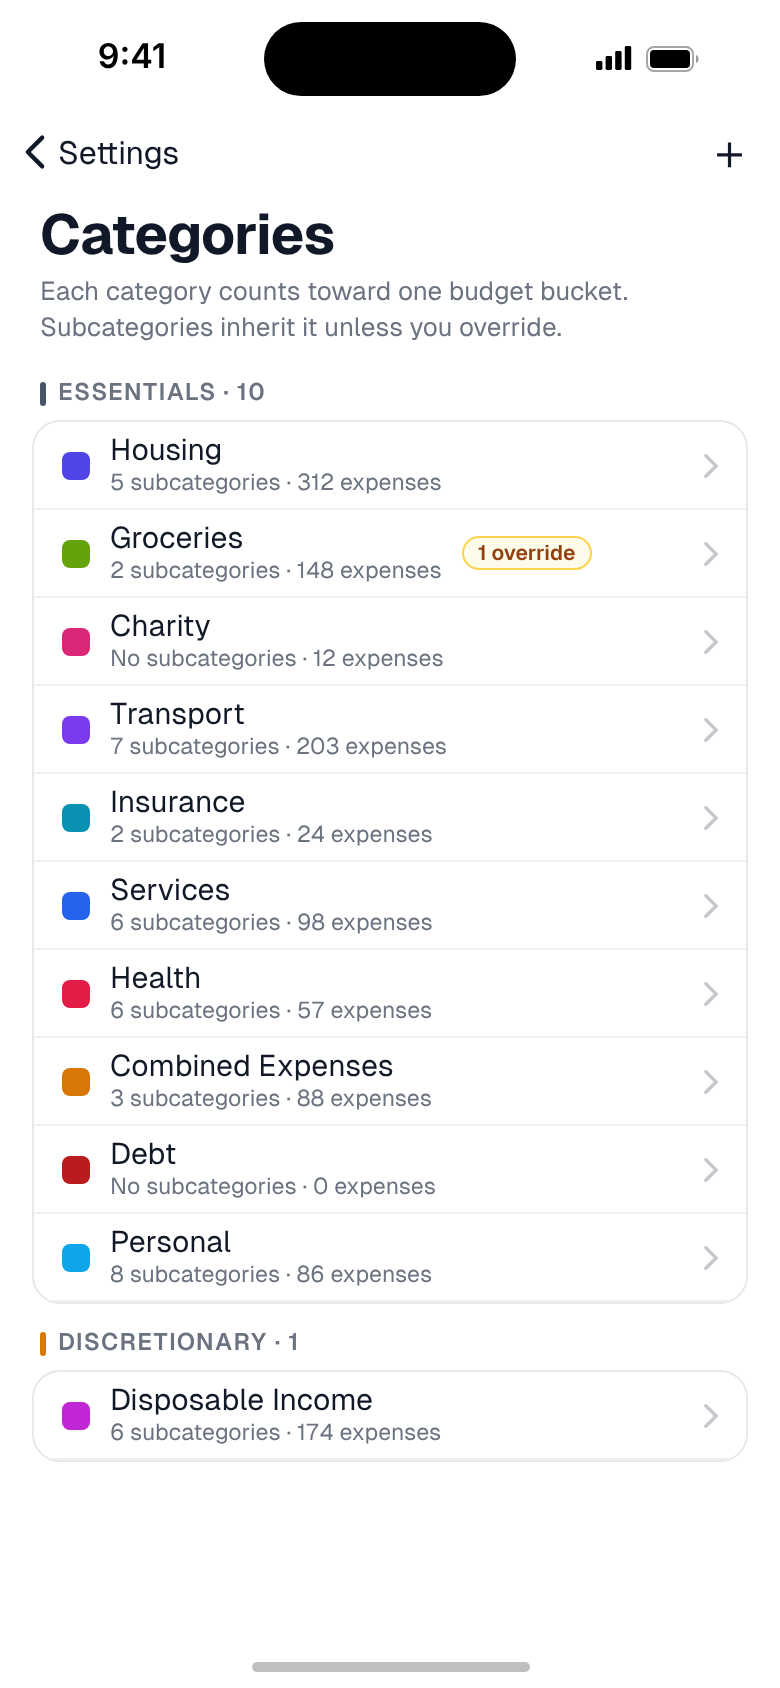 9:41
Settings
Categories
Each category counts toward one budget bucket.
Subcategories inherit it unless you override.
ESSENTIALS · 10
Housing
5 subcategories · 312 expenses
Groceries
2 subcategories · 148 expenses
1 override
Charity
No subcategories · 12 expenses
Transport
7 subcategories · 203 expenses
Insurance
2 subcategories · 24 expenses
Services
6 subcategories · 98 expenses
Health
6 subcategories · 57 expenses
Combined Expenses
3 subcategories · 88 expenses
Debt
No subcategories · 0 expenses
Personal
8 subcategories · 86 expenses
DISCRETIONARY · 1
Disposable Income
6 subcategories · 174 expenses